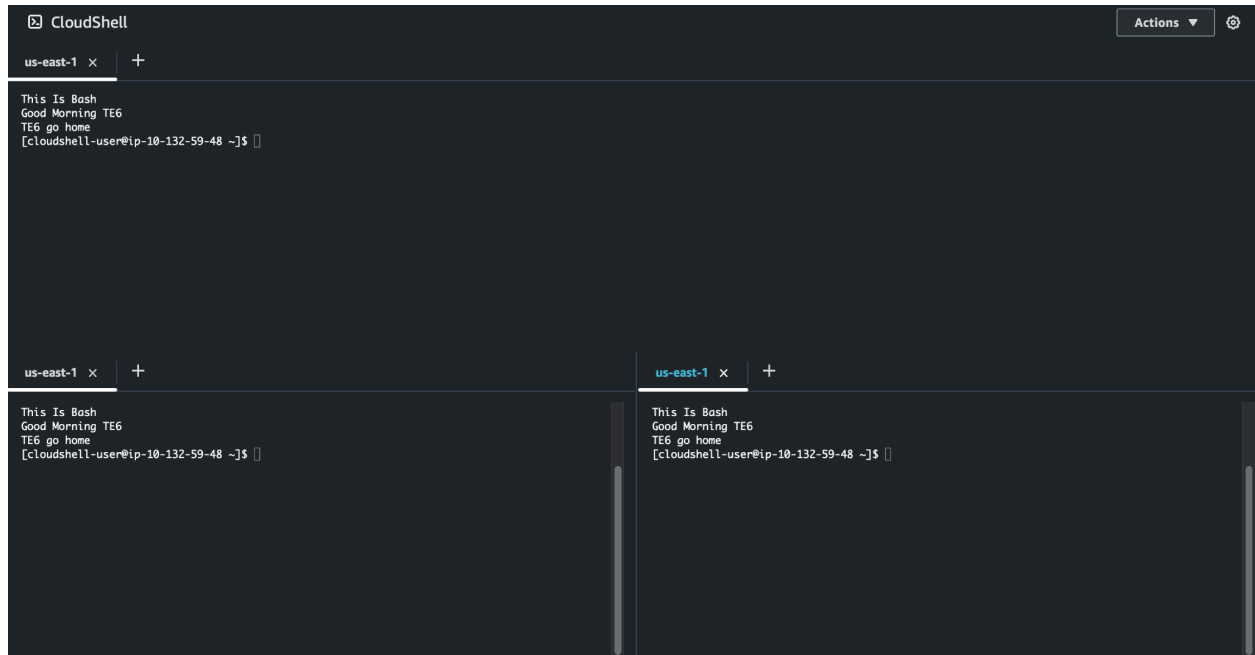 CloudShell
Actions
us-east-1
This Is Bash
Good Morning TE6
TE6 go home
[cloudshell-user@ip-10-132-59-48 ~]$
us-east-1
This Is Bash
Good Morning TE6
TE6 go home
[cloudshell-user@ip-10-132-59-48 ~]$
us-east-1
This Is Bash
Good Morning TE6
TE6 go home
[cloudshell-user@ip-10-132-59-48 ~]$